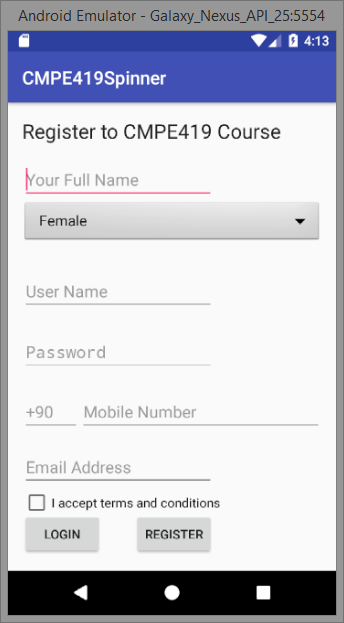 Android Emulator - Galaxy_Nexus_API_25:5554
4:13
CMPE419Spinner
Register to CMPE419 Course
Your Full Name
Female
User Name
Password
+90 Mobile Number
Email Address
I accept terms and conditions
LOGIN REGISTER